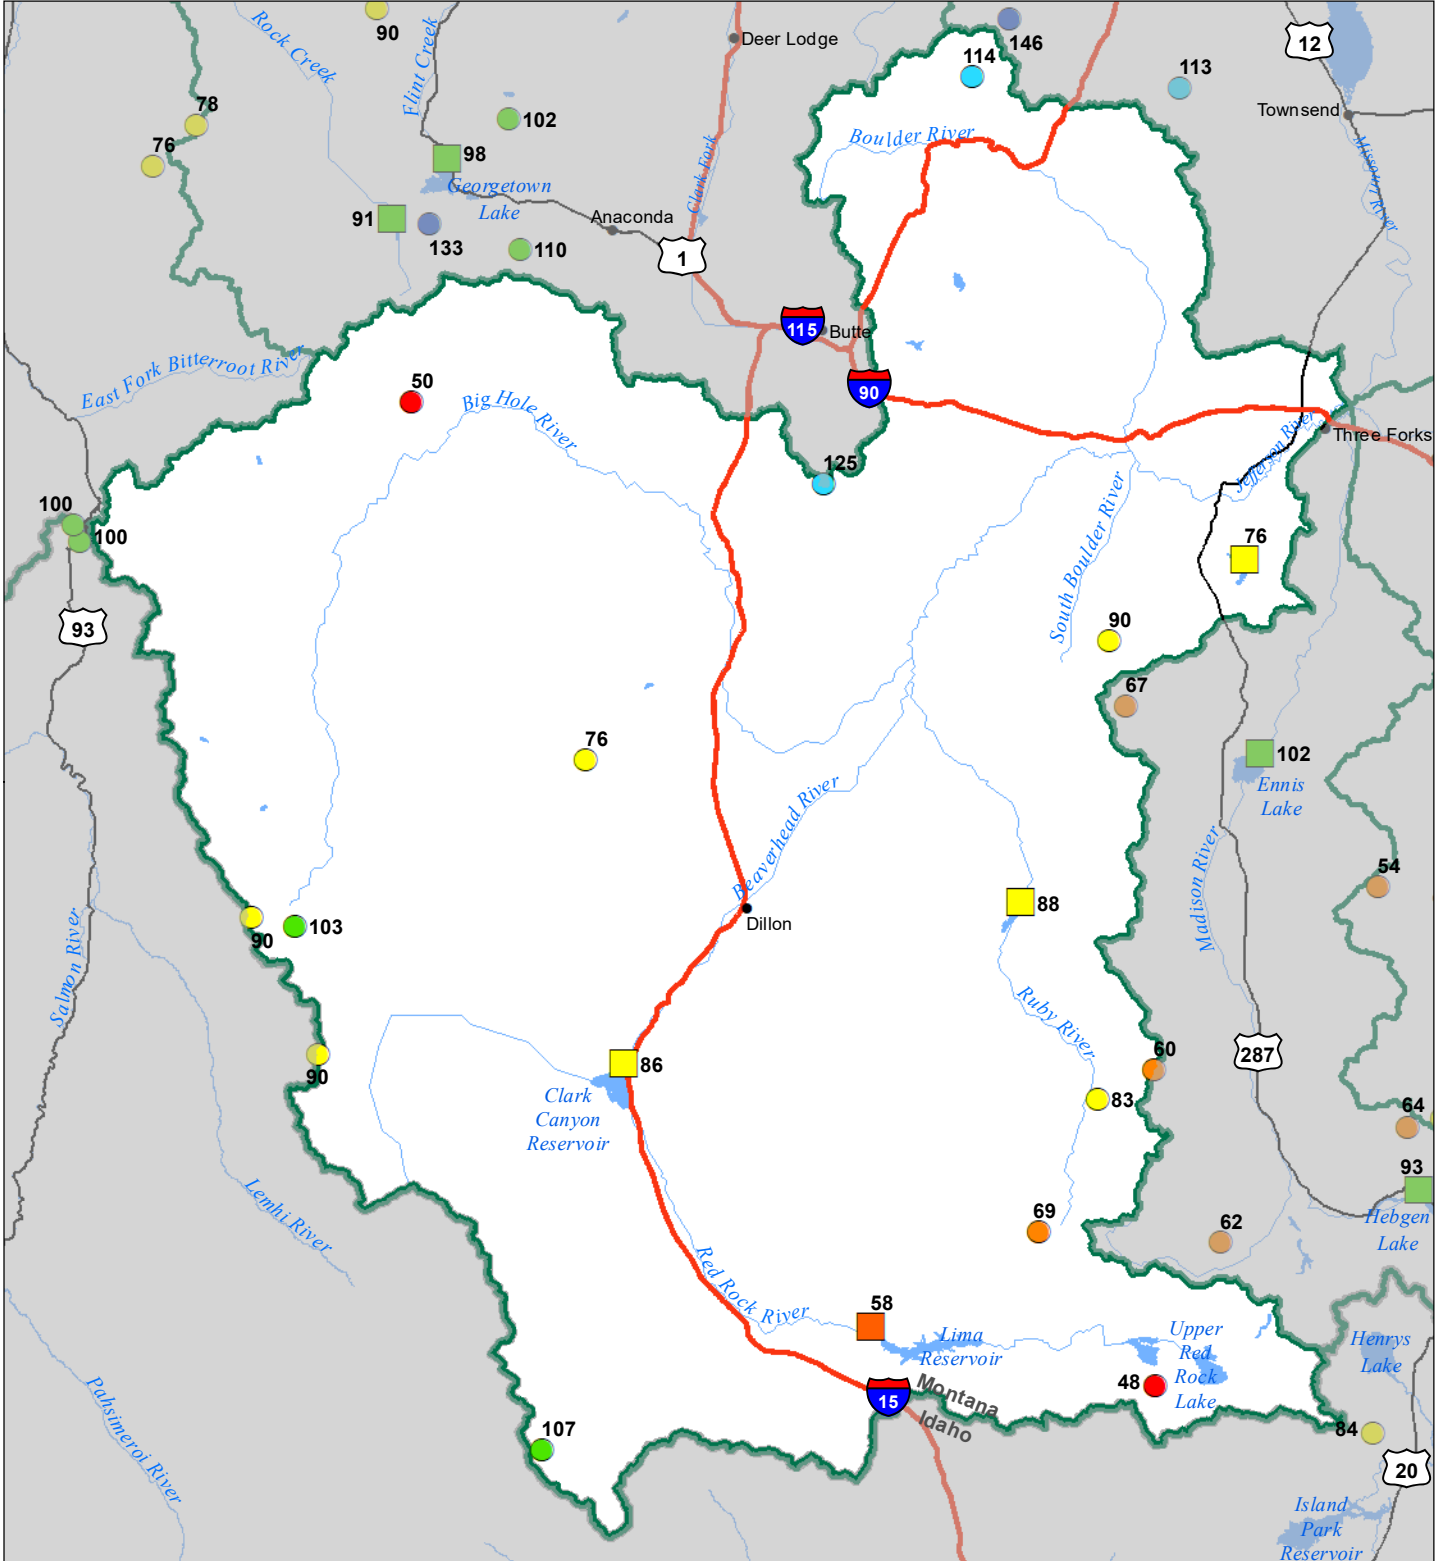 90
Rock Creek
Flint Creek
Deer Lodge
146
114
12
113
78
76
102
98
Georgetown
Lake
Clark Fork
Boulder River
Townsend
Missouri River
91
133
110
Anaconda
1
115
Butte
90
East Fork Bitterroot River
50
Big Hole River
125
Jefferson River
Three Forks
100
100
93
South Boulder River
76
90
67
76
102
Ennis
Lake
Beaverhead River
Madison River
54
88
Dillon
90
103
Salmon River
Ruby River
90
86
Clark
Canyon
Reservoir
60
83
287
64
93
Hebgen
Lake
Lemhi River
69
62
Red Rock River
58
Lima
Reservoir
Upper
Red
Rock
Lake
48
Henrys
Lake
15
Montana
Idaho
Pahsimeroi River
107
84
20
Island
Park
Reservoir